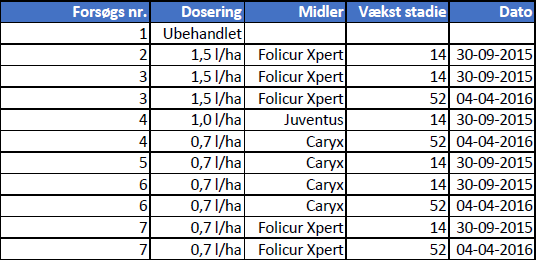 Forsøgs nr. Dosering Midler Vækst stadie Dato
1 Ubehandlet
2 1,5 l/ha Folicur Xpert 14 30-09-2015
3 1,5 l/ha Folicur Xpert 14 30-09-2015
3 1,5 l/ha Folicur Xpert 52 04-04-2016
4 1,0 l/ha Juventus 14 30-09-2015
4 0,7 l/ha Caryx 52 04-04-2016
5 0,7 l/ha Caryx 14 30-09-2015
6 0,7 l/ha Caryx 14 30-09-2015
6 0,7 l/ha Caryx 52 04-04-2016
7 0,7 l/ha Folicur Xpert 14 30-09-2015
7 0,7 l/ha Folicur Xpert 52 04-04-2016